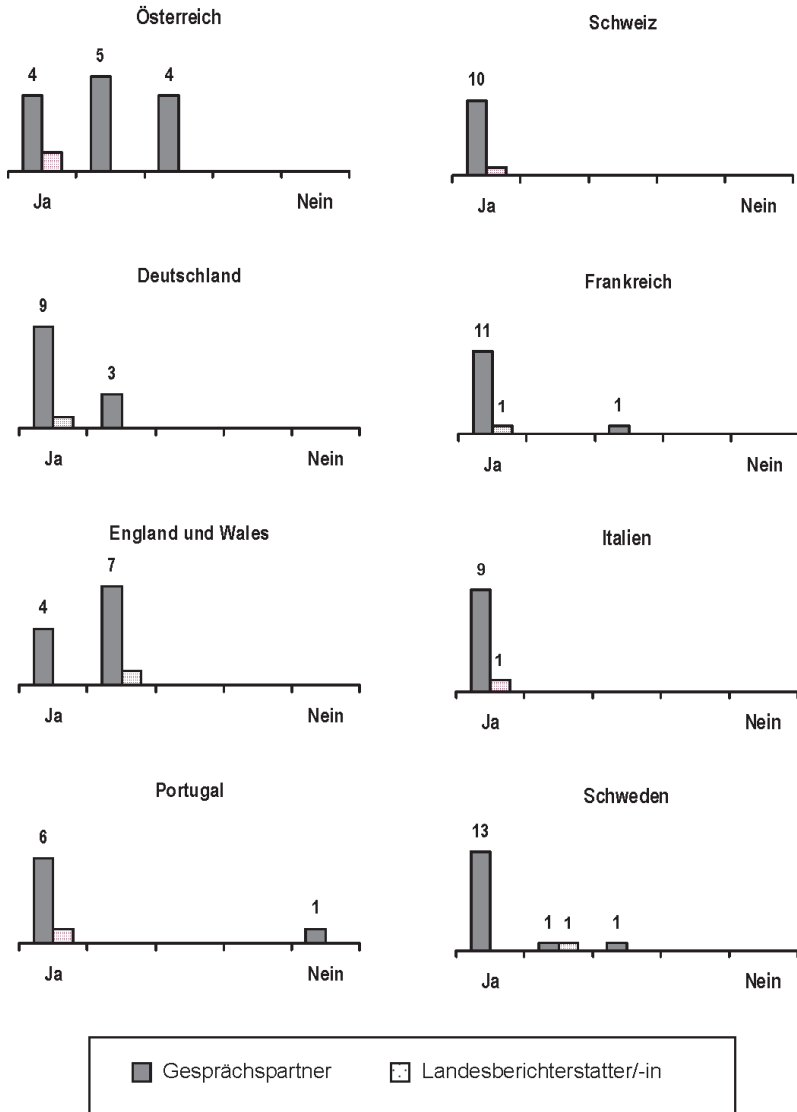 Österreich
4 5 4
Ja Nein
Schweiz
10
Ja Nein
Deutschland
9 3
Ja Nein
Frankreich
11 1 1
Ja Nein
England und Wales
4 7
Ja Nein
Italien
9 1
Ja Nein
Portugal
6 1
Ja Nein
Schweden
13 1 1 1
Ja Nein
Gesprächspartner Landesberichterstatter/-in